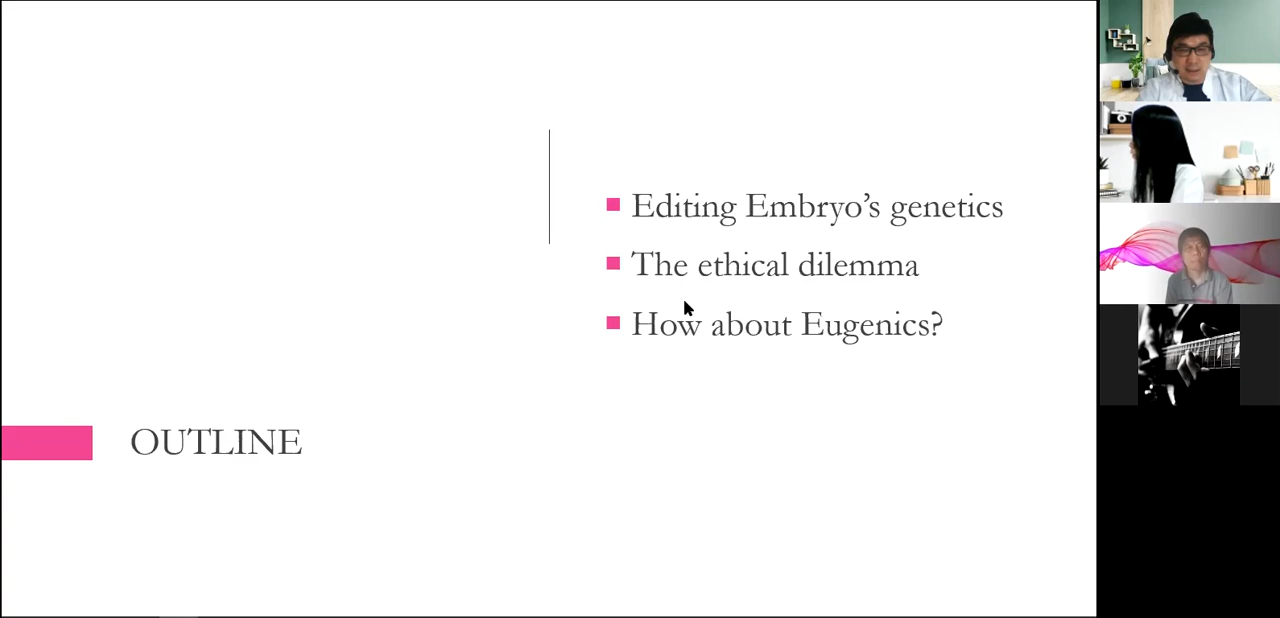 Editing Embryo’s genetics
The ethical dilemma
How about Eugenics?
OUTLINE